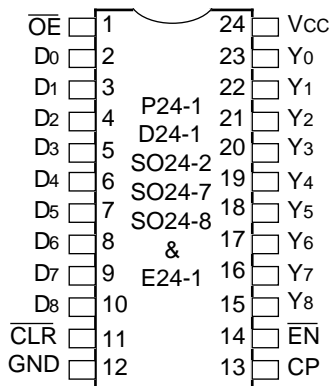 O̅E̅ 1 24 Vcc
D0 2 23 Y0
D1 3 22 Y1
D2 4 21 Y2
D3 5 20 Y3
D4 6 19 Y4
D5 7 18 Y5
D6 8 17 Y6
D7 9 16 Y7
D8 10 15 Y8
C̅L̅R̅ 11 14 E̅N̅
GND 12 13 CP
P24-1
D24-1
SO24-2
SO24-7
SO24-8
&
E24-1